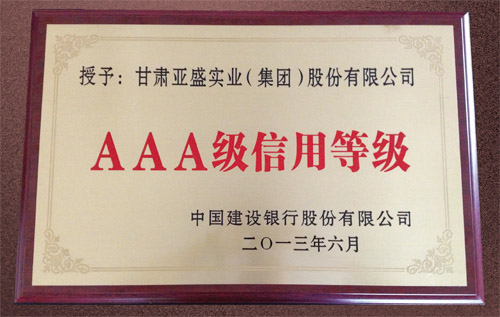 授予：甘肃亚盛实业（集团）股份有限公司
AAA级信用等级
中国建设银行股份有限公司
二〇一三年六月